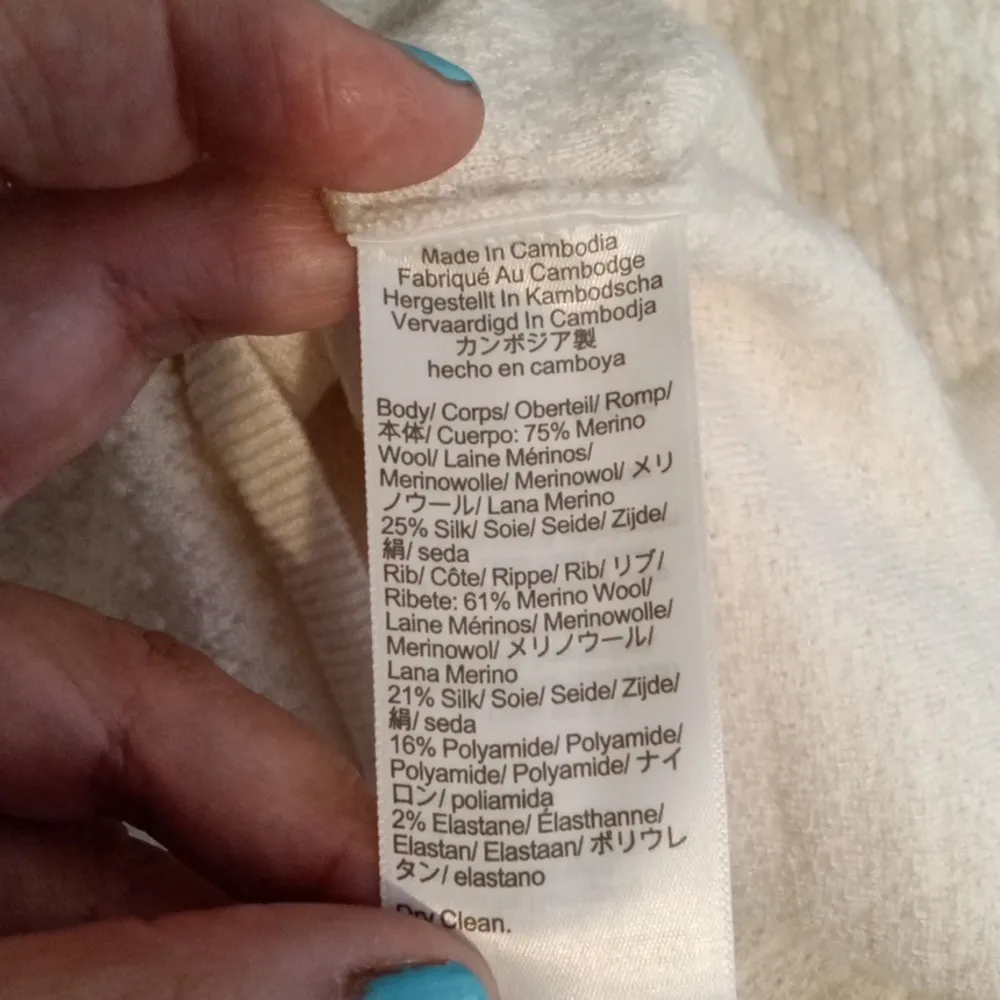 Made In Cambodia
Fabriqué Au Cambodge
Hergestellt In Kambodscha
Vervaardigd In Cambodja
カンボジア製
hecho en camboya
Body/ Corps/ Oberteil/ Romp/
本体/ Cuerpo: 75% Merino
Wool/ Laine Mérinos/
Merinowolle/ Merinowol/ メリ
ノウール/ Lana Merino
25% Silk/ Soie/ Seide/ Zijde/
絹/ seda
Rib/ Côte/ Rippe/ Rib/ リブ/
Ribete: 61% Merino Wool/
Laine Mérinos/ Merinowolle/
Merinowol/ メリノウール/
Lana Merino
21% Silk/ Soie/ Seide/ Zijde/
絹/ seda
16% Polyamide/ Polyamide/
Polyamide/ Polyamide/ ナイ
ロン/ poliamida
2% Elastane/ Élasthanne/
Elastan/ Elastaan/ ポリウレ
タン/ elastano
Dry Clean.